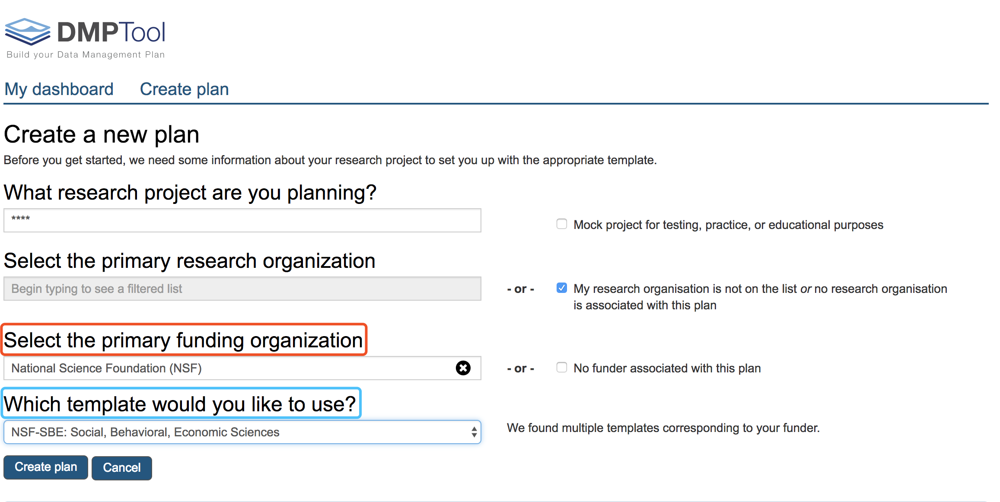 DMPTool
Build your Data Management Plan
My dashboard Create plan
Create a new plan
Before you get started, we need some information about your research project to set you up with the appropriate template.
What research project are you planning?
****
Mock project for testing, practice, or educational purposes
Select the primary research organization
Begin typing to see a filtered list
- or -
My research organisation is not on the list or no research organisation
is associated with this plan
Select the primary funding organization
National Science Foundation (NSF)
- or -
No funder associated with this plan
Which template would you like to use?
NSF-SBE: Social, Behavioral, Economic Sciences
We found multiple templates corresponding to your funder.
Create plan
Cancel